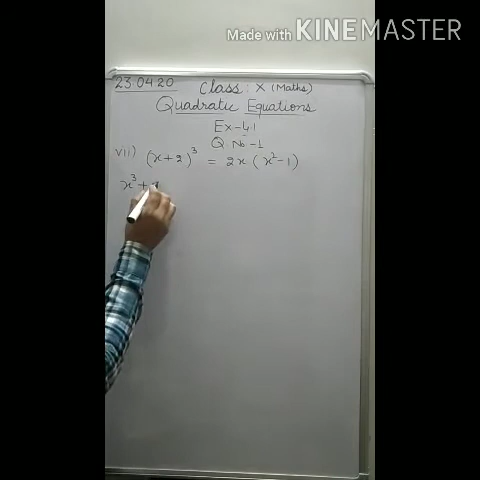 Made with KINEMASTER
23.04.20 Class: X (Maths)
Quadratic Equations
Ex-4.1
Q No-1
vii) (x+2)³ = 2x (x²-1)
x³ +